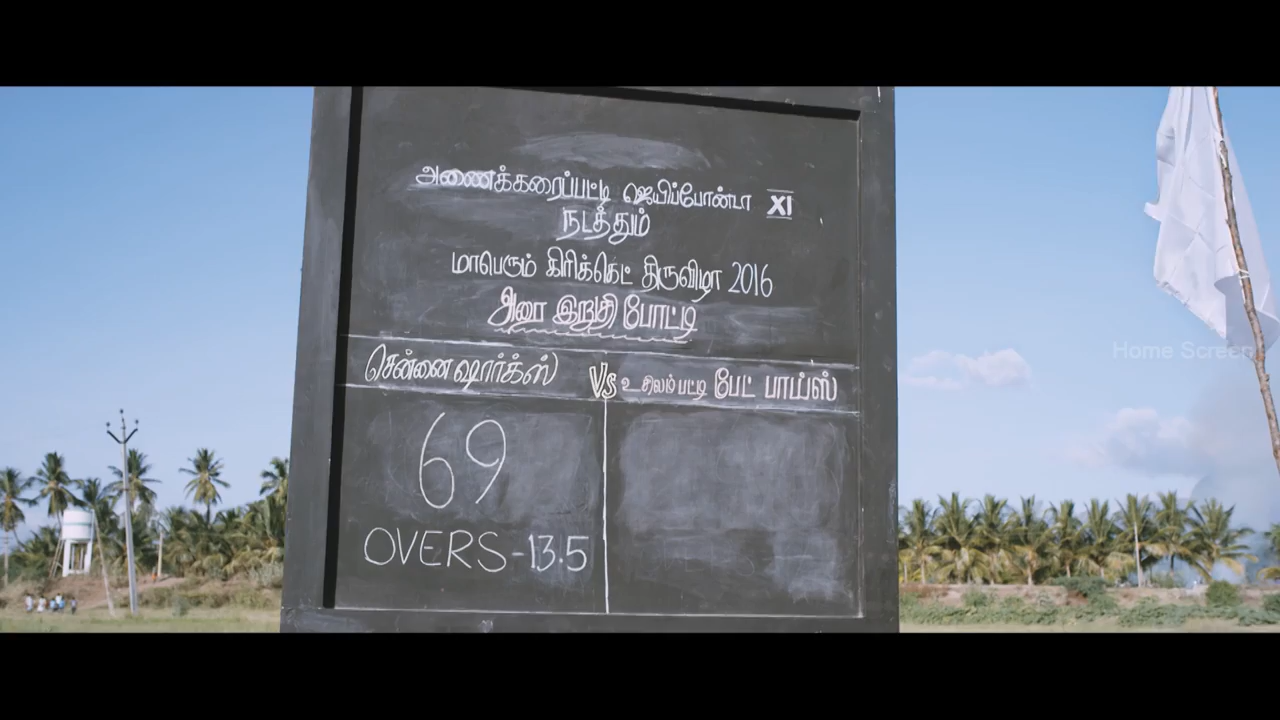 அணைக்கரைப்பட்டி ஜெயிப்போன்டா XI
நடத்தும்
மாபெரும் கிரிக்கெட் திருவிழா 2016
அரை இறுதி போட்டி
சென்னை ஷார்க்ஸ் Vs உசிலம்பட்டி பேட் பாய்ஸ்
69
OVERS-13.5
Home Screen